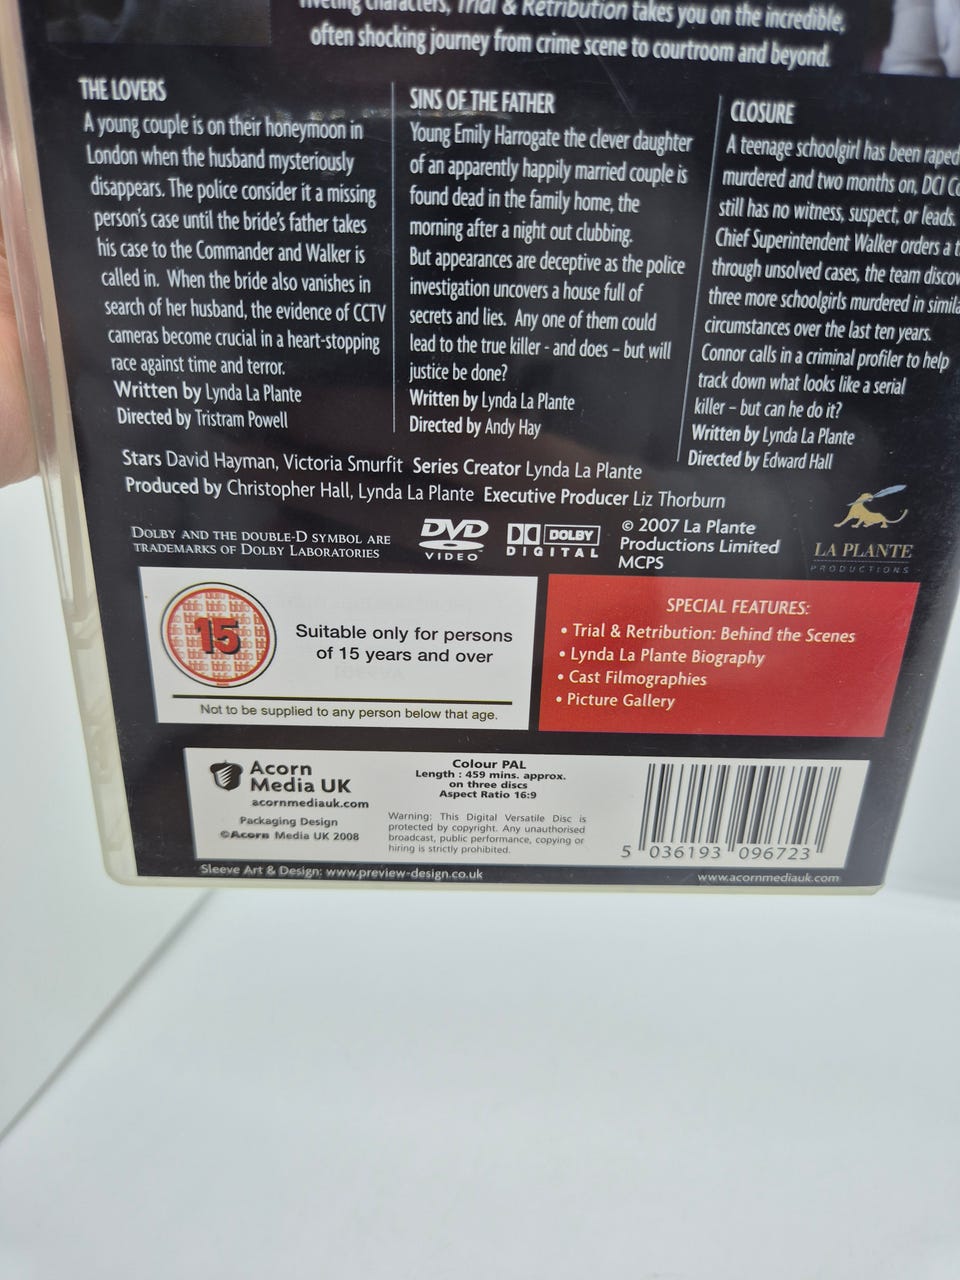 riveting characters, Trial & Retribution takes you on the incredible,
often shocking journey from crime scene to courtroom and beyond.
THE LOVERS
A young couple is on their honeymoon in
London when the husband mysteriously
disappears. The police consider it a missing
person's case until the bride's father takes
his case to the Commander and Walker is
called in. When the bride also vanishes in
search of her husband, the evidence of CCTV
cameras become crucial in a heart-stopping
race against time and terror.
Written by Lynda La Plante
Directed by Tristram Powell
SINS OF THE FATHER
Young Emily Harrogate the clever daughter
of an apparently happily married couple is
found dead in the family home, the
morning after a night out clubbing.
But appearances are deceptive as the police
investigation uncovers a house full of
secrets and lies. Any one of them could
lead to the true killer - and does – but will
justice be done?
Written by Lynda La Plante
Directed by Andy Hay
CLOSURE
A teenage schoolgirl has been raped
murdered and two months on, DCI
still has no witness, suspect, or leads.
Chief Superintendent Walker orders a
through unsolved cases, the team
three more schoolgirls murdered in
circumstances over the last ten years.
Connor calls in a criminal profiler to help
track down what looks like a serial
killer – but can he do it?
Written by Lynda La Plante
Directed by Edward Hall
Stars David Hayman, Victoria Smurfit Series Creator Lynda La Plante
Produced by Christopher Hall, Lynda La Plante Executive Producer Liz Thorburn
DOLBY AND THE DOUBLE-D SYMBOL ARE
TRADEMARKS OF DOLBY LABORATORIES
DVD
VIDEO
DOLBY
DIGITAL
© 2007 La Plante
Productions Limited
MCPS
LA PLANTE
PRODUCTIONS
15
Suitable only for persons
of 15 years and over
Not to be supplied to any person below that age.
SPECIAL FEATURES:
• Trial & Retribution: Behind the Scenes
• Lynda La Plante Biography
• Cast Filmographies
• Picture Gallery
Acorn
Media UK
acornmediauk.com
Packaging Design
©Acorn Media UK 2008
Colour PAL
Length : 459 mins. approx.
on three discs
Aspect Ratio 16:9
Warning: This Digital Versatile Disc is
protected by copyright. Any unauthorised
broadcast, public performance, copying or
hiring is strictly prohibited.
5 036193 096723
Sleeve Art & Design: www.preview-design.co.uk
www.acornmediauk.com